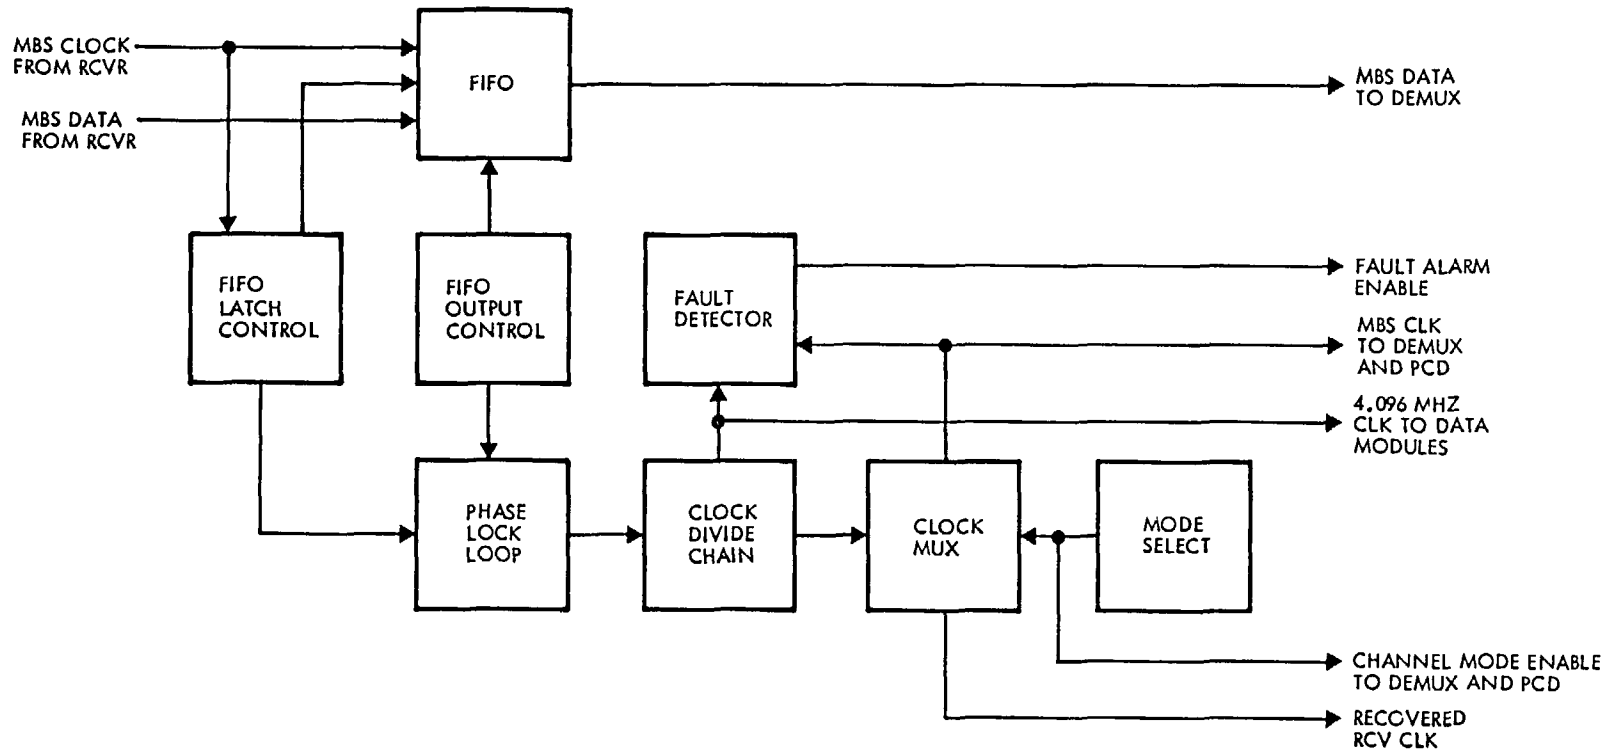 MBS CLOCK
FROM RCVR
MBS DATA
FROM RCVR
FIFO
MBS DATA
TO DEMUX
FIFO
LATCH
CONTROL
FIFO
OUTPUT
CONTROL
FAULT
DETECTOR
FAULT ALARM
ENABLE
MBS CLK
TO DEMUX
AND PCD
4.096 MHZ
CLK TO DATA
MODULES
PHASE
LOCK
LOOP
CLOCK
DIVIDE
CHAIN
CLOCK
MUX
MODE
SELECT
CHANNEL MODE ENABLE
TO DEMUX AND PCD
RECOVERED
RCV CLK